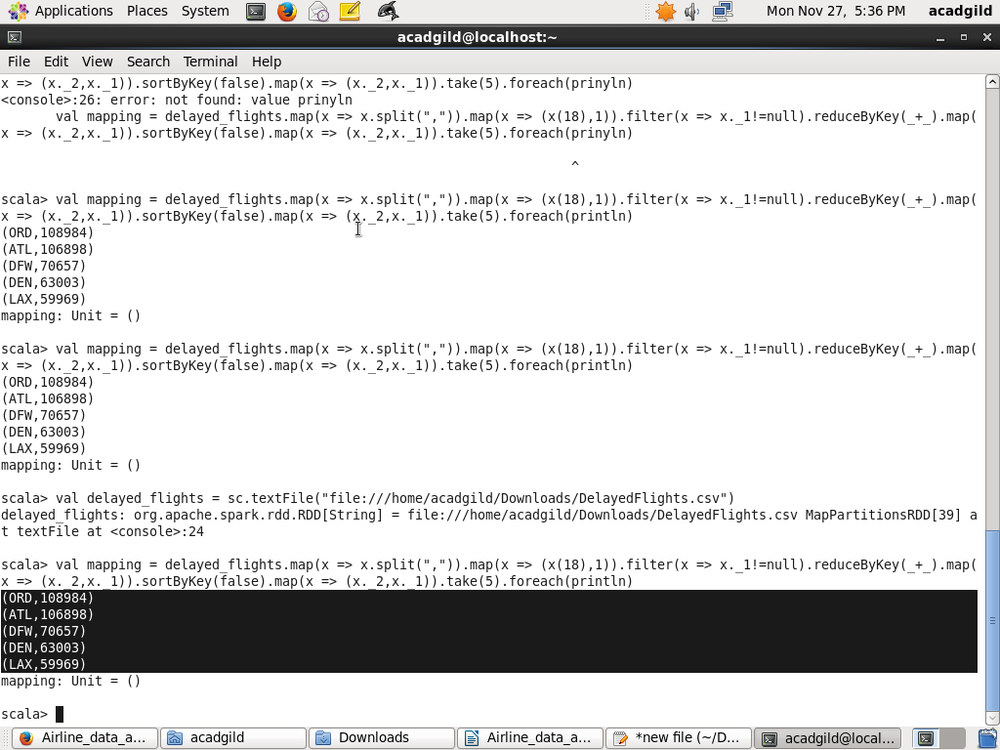 Applications Places System Mon Nov 27, 5:36 PM acadgild
acadgild@localhost:~
File Edit View Search Terminal Help
x => (x._2,x._1)).sortByKey(false).map(x => (x._2,x._1)).take(5).foreach(prinyln)
<console>:26: error: not found: value prinyln
       val mapping = delayed_flights.map(x => x.split(",")).map(x => (x(18),1)).filter(x => x._1!=null).reduceByKey(_+_).map(
x => (x._2,x._1)).sortByKey(false).map(x => (x._2,x._1)).take(5).foreach(prinyln)
^
scala> val mapping = delayed_flights.map(x => x.split(",")).map(x => (x(18),1)).filter(x => x._1!=null).reduceByKey(_+_).map(
x => (x._2,x._1)).sortByKey(false).map(x => (x._2,x._1)).take(5).foreach(println)
(ORD,108984)
(ATL,106898)
(DFW,70657)
(DEN,63003)
(LAX,59969)
mapping: Unit = ()
scala> val mapping = delayed_flights.map(x => x.split(",")).map(x => (x(18),1)).filter(x => x._1!=null).reduceByKey(_+_).map(
x => (x._2,x._1)).sortByKey(false).map(x => (x._2,x._1)).take(5).foreach(println)
(ORD,108984)
(ATL,106898)
(DFW,70657)
(DEN,63003)
(LAX,59969)
mapping: Unit = ()
scala> val delayed_flights = sc.textFile("file:///home/acadgild/Downloads/DelayedFlights.csv")
delayed_flights: org.apache.spark.rdd.RDD[String] = file:///home/acadgild/Downloads/DelayedFlights.csv MapPartitionsRDD[39] a
t textFile at <console>:24
scala> val mapping = delayed_flights.map(x => x.split(",")).map(x => (x(18),1)).filter(x => x._1!=null).reduceByKey(_+_).map(
x => (x._2,x._1)).sortByKey(false).map(x => (x._2,x._1)).take(5).foreach(println)
(ORD,108984)
(ATL,106898)
(DFW,70657)
(DEN,63003)
(LAX,59969)
mapping: Unit = ()
scala>
Airline_data_a... acadgild Downloads Airline_data_a... *new file (~/D... acadgild@local...